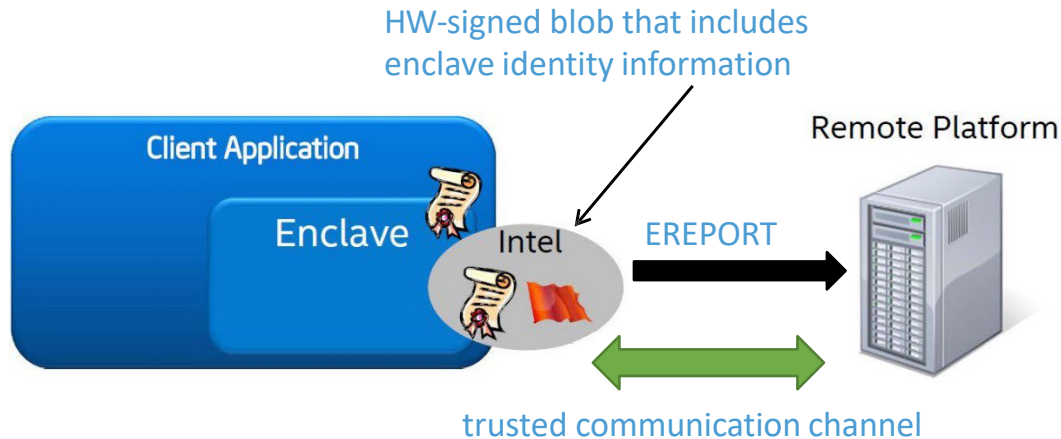 HW-signed blob that includes
enclave identity information
Remote Platform
Client Application
Enclave
Intel
EREPORT
trusted communication channel